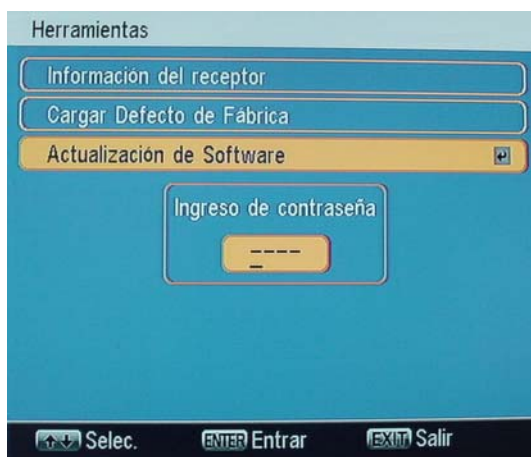 Herramientas
Información del receptor
Cargar Defecto de Fábrica
Actualización de Software
Ingreso de contraseña
_ _ _ _
Selec. ENTER Entrar EXIT Salir